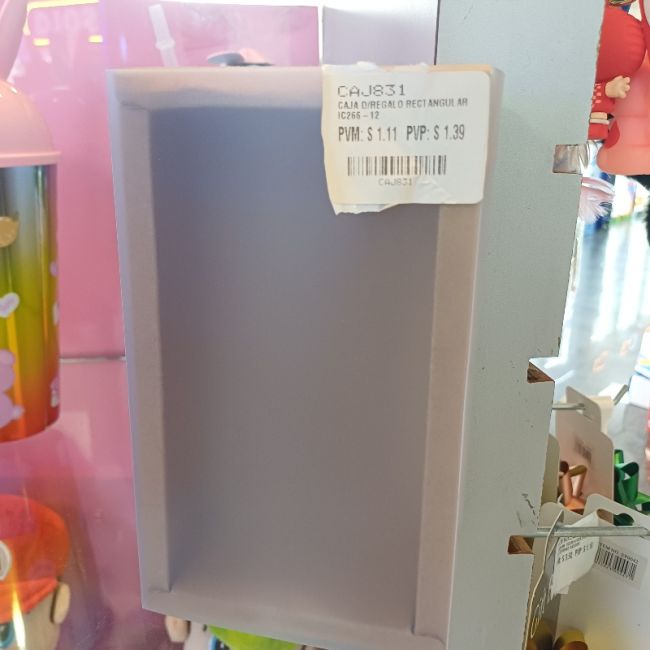 CAJ831
CAJA D/REGALO RECTANGULAR
IC266-12
PVM: $ 1.11 PVP: $ 1.39
CAJ831